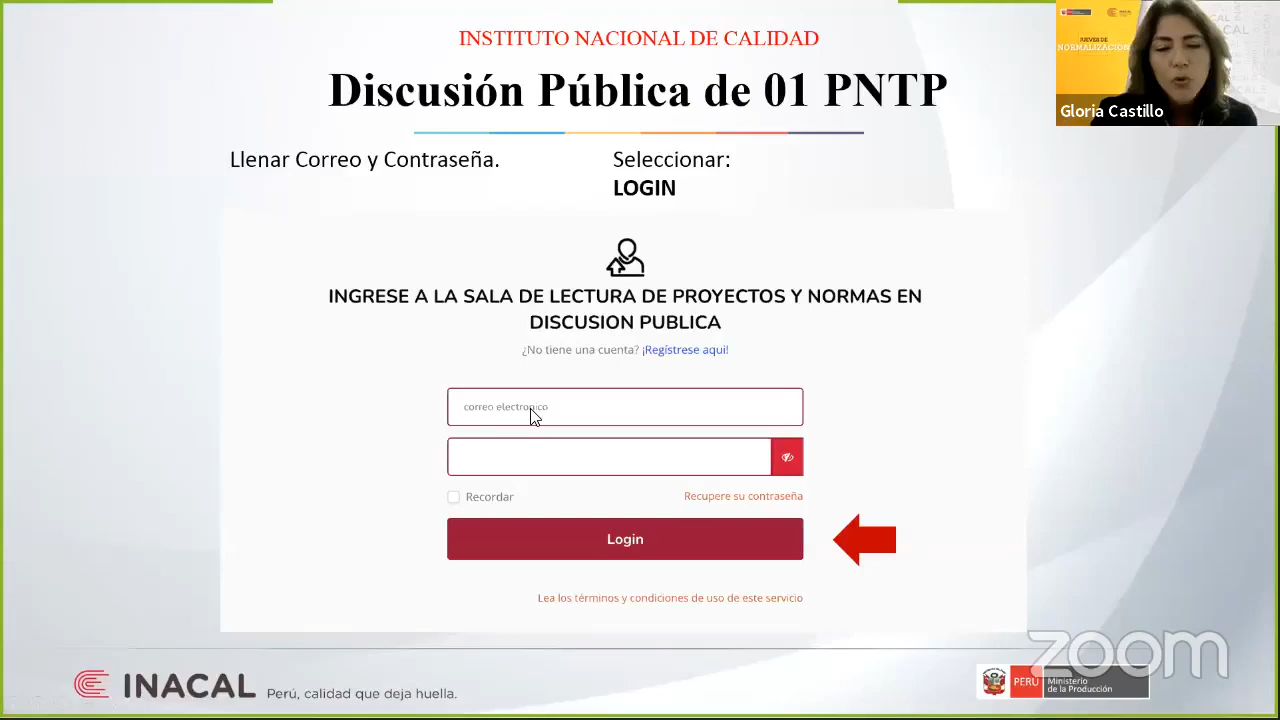 INSTITUTO NACIONAL DE CALIDAD
Discusión Pública de 01 PNTP
Llenar Correo y Contraseña.
Seleccionar:
LOGIN
JUEVES DE
NORMALIZACIÓN
Gloria Castillo
INGRESE A LA SALA DE LECTURA DE PROYECTOS Y NORMAS EN
DISCUSION PUBLICA
¿No tiene una cuenta? ¡Regístrese aquí!
correo electronico
Recordar
Recupere su contraseña
Login
Lea los términos y condiciones de uso de este servicio
INACAL
Perú, calidad que deja huella.
zoom
PERÚ
Ministerio
de la Producción